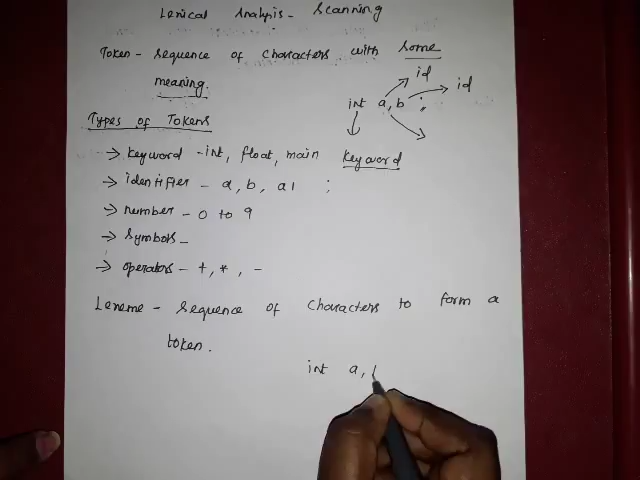 Lexical Analysis - Scanning
Token - Sequence of characters with some
meaning.
id
id
int a, b ;
Types of Tokens
→ keyword - int, float, main
keyword
→ identifier - a, b, a1 ;
→ number - 0 to 9
→ symbols -
→ operators - +, *, -
Lexeme - Sequence of characters to form a
token.
int a,